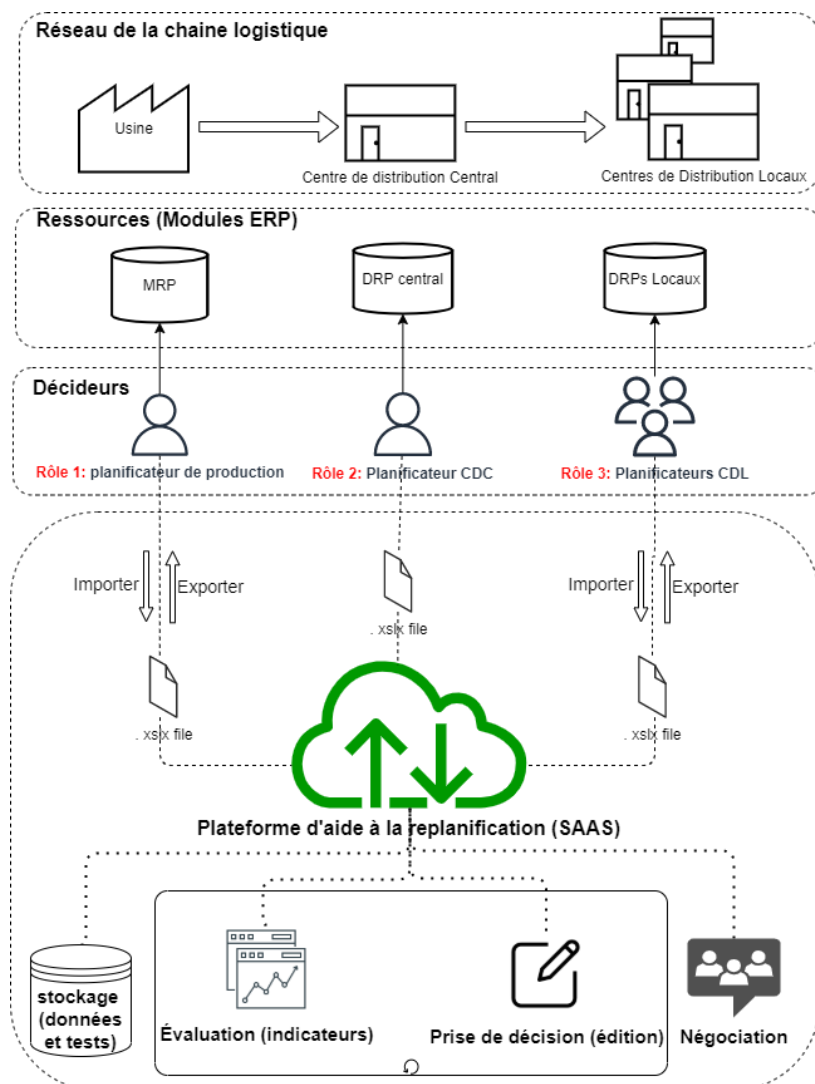 Réseau de la chaine logistique
Usine
Centre de distribution Central
Centres de Distribution Locaux
Ressources (Modules ERP)
MRP
DRP central
DRPs Locaux
Décideurs
Rôle 1: planificateur de production
Rôle 2: Planificateur CDC
Rôle 3: Planificateurs CDL
Importer
Exporter
. xslx file
Importer
Exporter
. xslx file
. xslx file
Plateforme d'aide à la replanification (SAAS)
stockage
(données
et tests)
Évaluation (indicateurs)
Prise de décision (édition)
Négociation